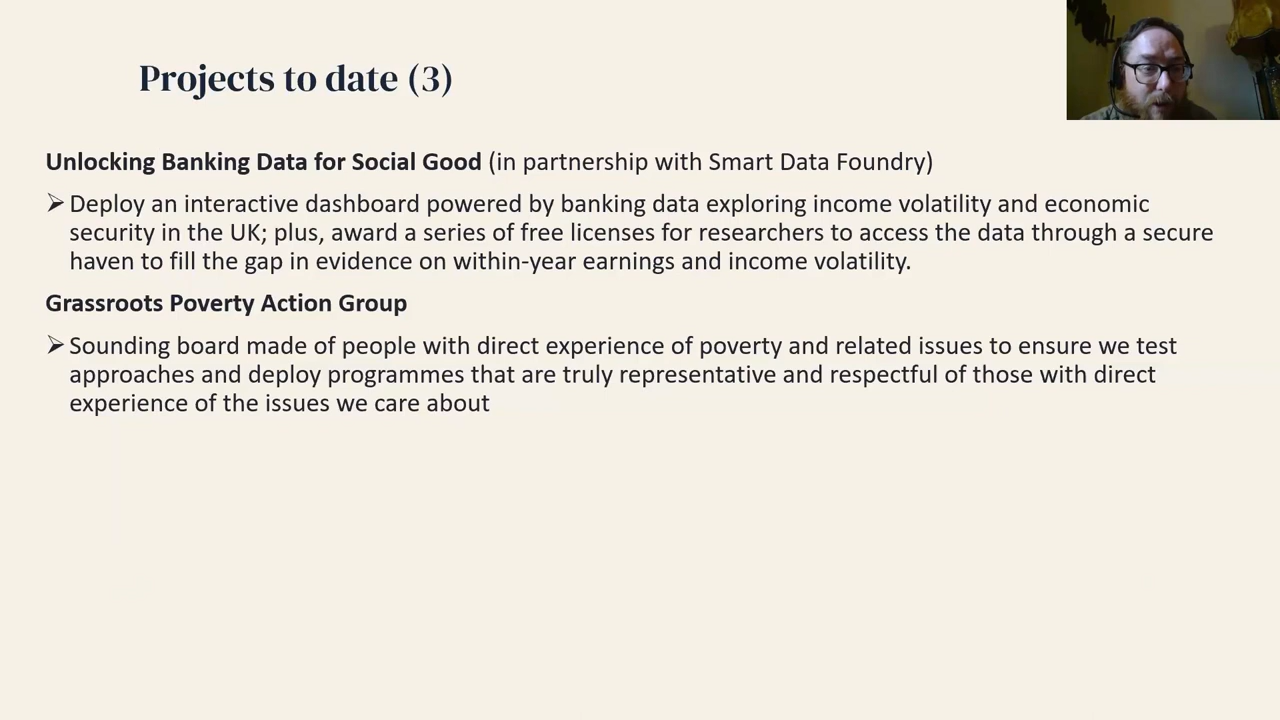 Projects to date (3)
Unlocking Banking Data for Social Good (in partnership with Smart Data Foundry)
➢ Deploy an interactive dashboard powered by banking data exploring income volatility and economic
security in the UK; plus, award a series of free licenses for researchers to access the data through a secure
haven to fill the gap in evidence on within-year earnings and income volatility.
Grassroots Poverty Action Group
➢ Sounding board made of people with direct experience of poverty and related issues to ensure we test
approaches and deploy programmes that are truly representative and respectful of those with direct
experience of the issues we care about